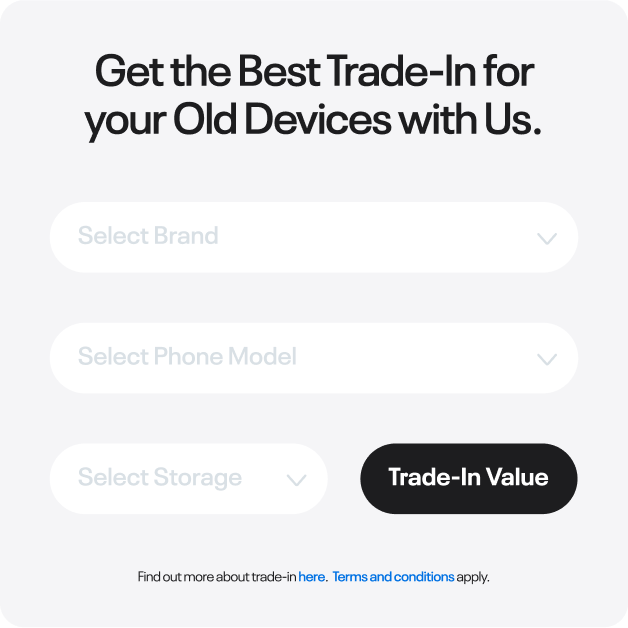 Get the Best Trade-In for
your Old Devices with Us.
Select Brand
Select Phone Model
Select Storage
Trade-In Value
Find out more about trade-in here. Terms and conditions apply.